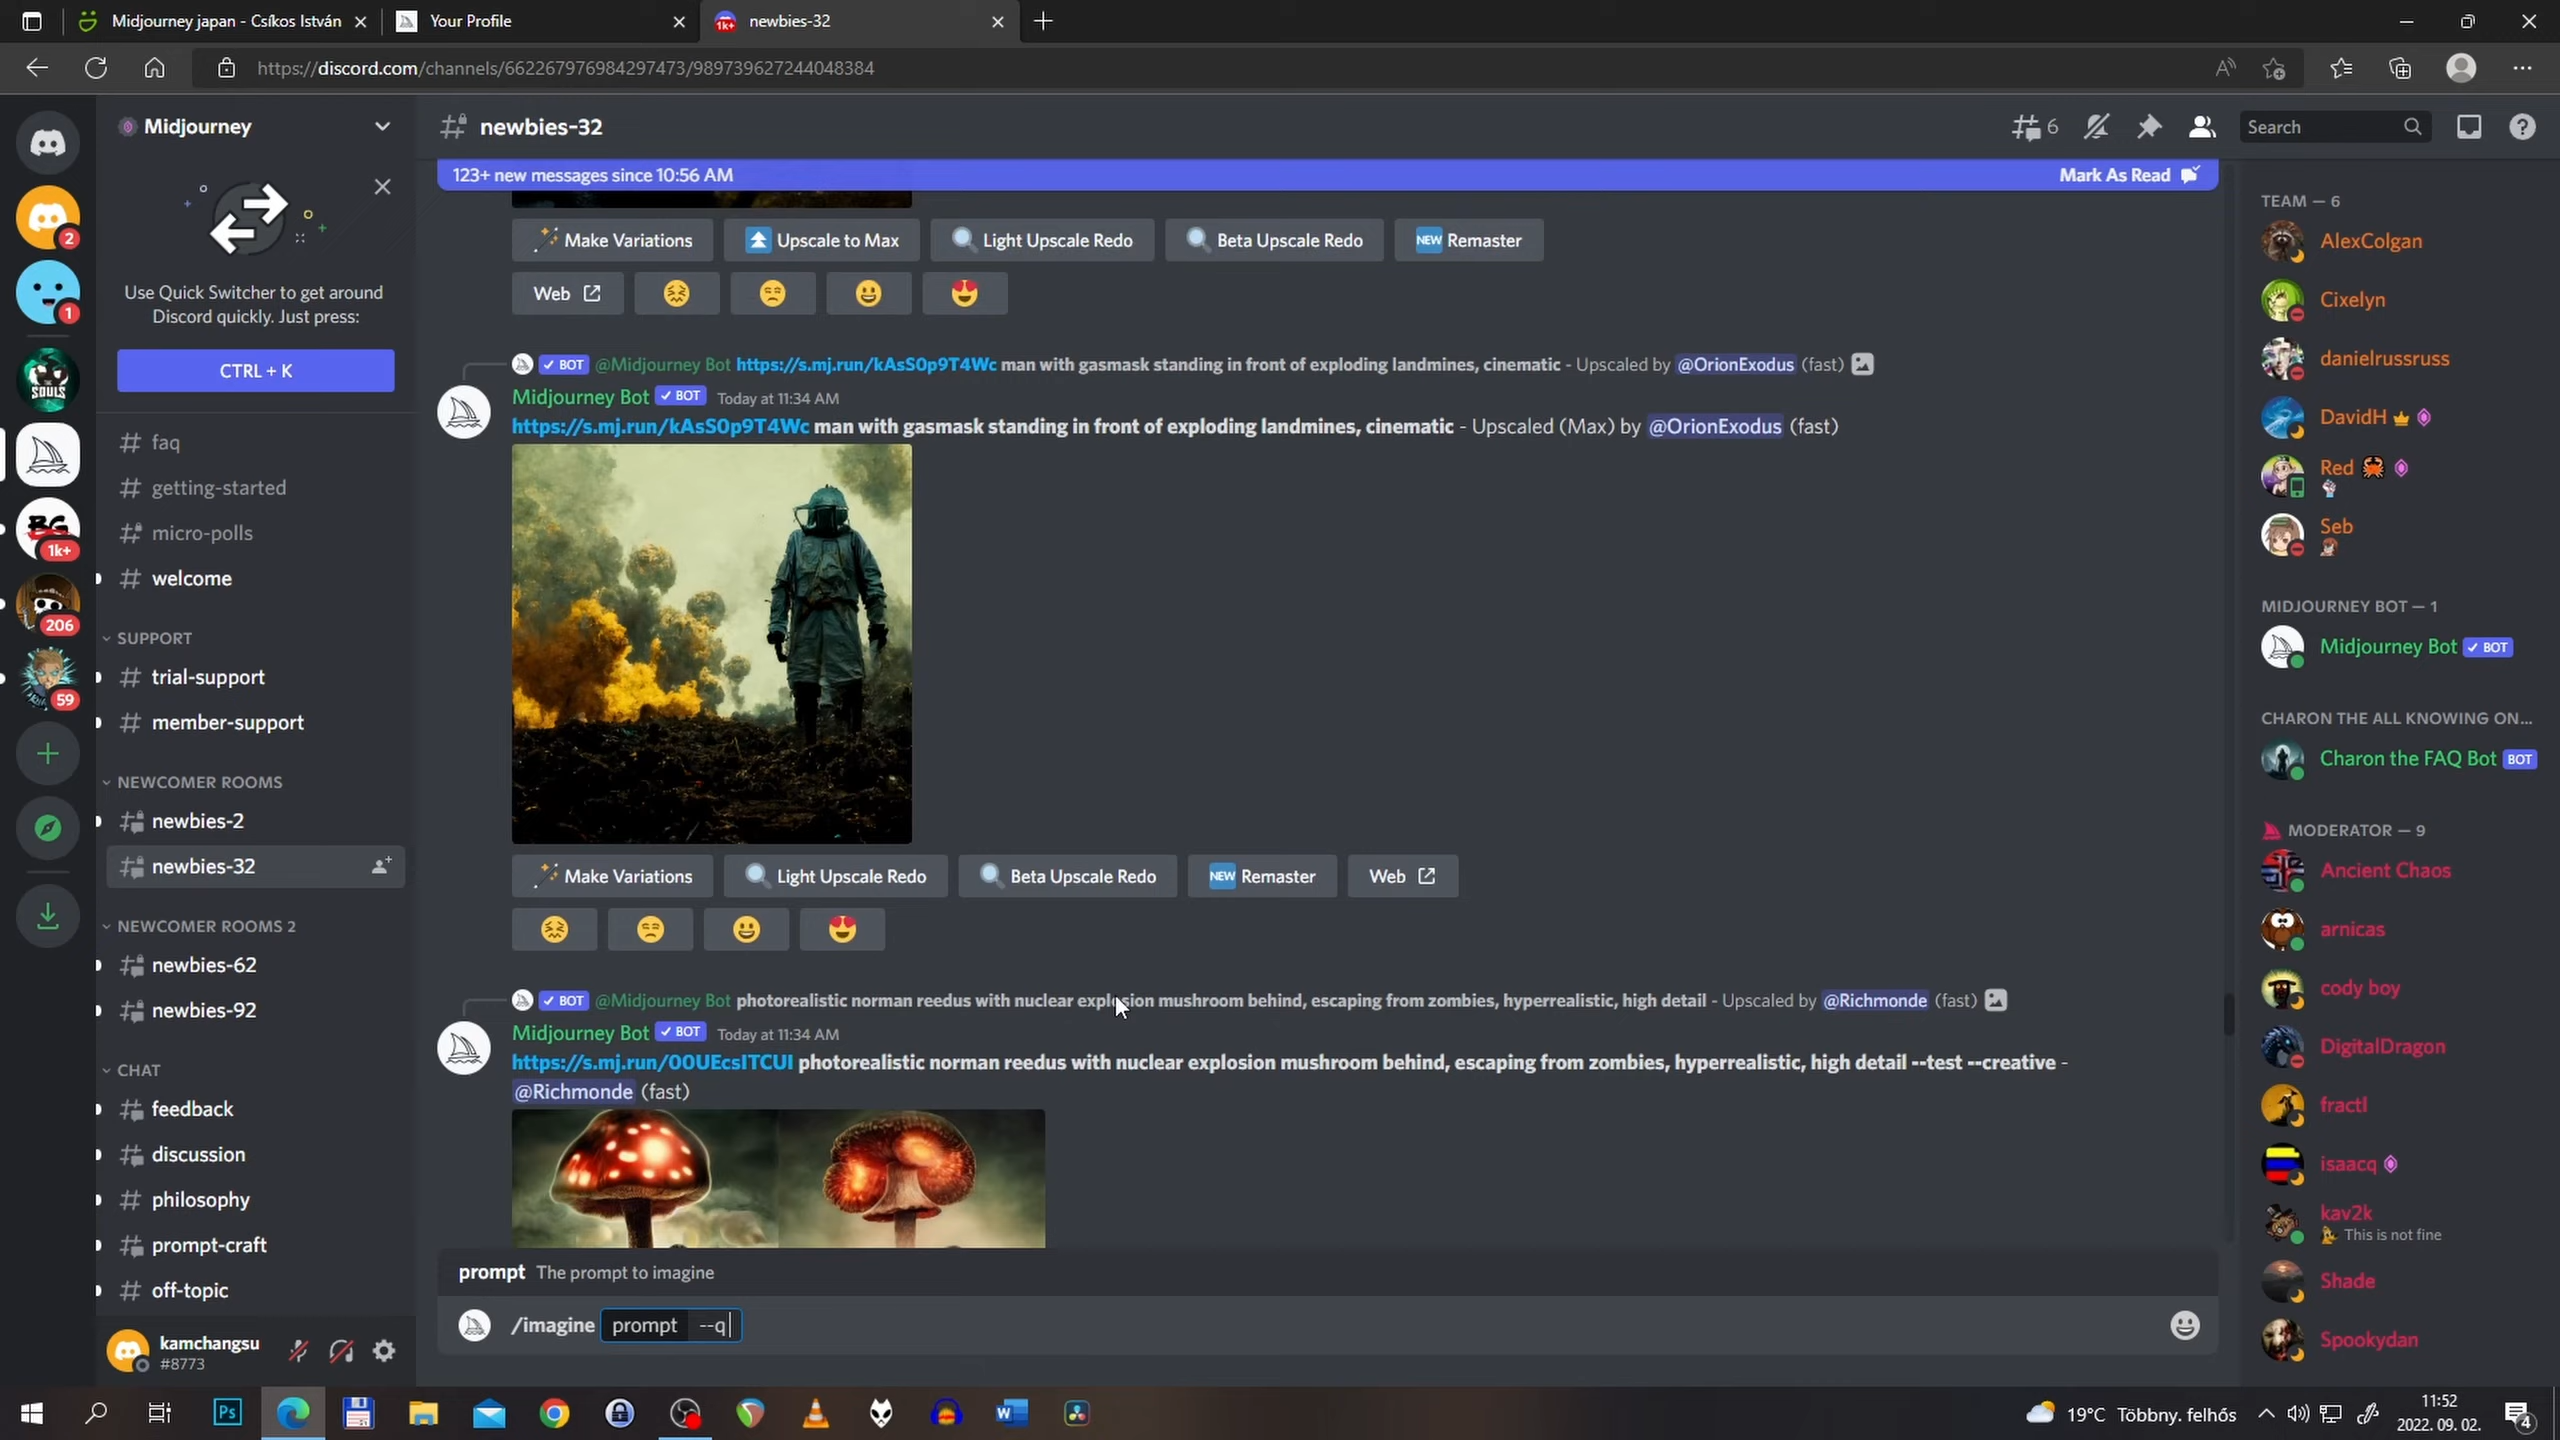 Midjourney japan - Csíkos István
Your Profile
newbies-32
https://discord.com/channels/662267976984297473/989739627244048384
Midjourney
newbies-32
6
Search
123+ new messages since 10:56 AM
Mark As Read
Use Quick Switcher to get around
Discord quickly. Just press:
CTRL + K
faq
getting-started
micro-polls
welcome
SUPPORT
trial-support
member-support
NEWCOMER ROOMS
newbies-2
newbies-32
NEWCOMER ROOMS 2
newbies-62
newbies-92
CHAT
feedback
discussion
philosophy
prompt-craft
off-topic
kamchangsu
#8773
2
1
THE SOULS
BG
1k+
206
59
Make Variations
Upscale to Max
Light Upscale Redo
Beta Upscale Redo
NEW Remaster
Web
BOT @Midjourney Bot https://s.mj.run/kAsS0p9T4Wc man with gasmask standing in front of exploding landmines, cinematic - Upscaled by @OrionExodus (fast)
Midjourney Bot BOT Today at 11:34 AM
https://s.mj.run/kAsS0p9T4Wc man with gasmask standing in front of exploding landmines, cinematic - Upscaled (Max) by @OrionExodus (fast)
Make Variations
Light Upscale Redo
Beta Upscale Redo
NEW Remaster
Web
BOT @Midjourney Bot photorealistic norman reedus with nuclear explosion mushroom behind, escaping from zombies, hyperrealistic, high detail - Upscaled by @Richmonde (fast)
Midjourney Bot BOT Today at 11:34 AM
https://s.mj.run/00UEcsITCUI photorealistic norman reedus with nuclear explosion mushroom behind, escaping from zombies, hyperrealistic, high detail --test --creative -
@Richmonde (fast)
prompt The prompt to imagine
/imagine prompt --q
TEAM — 6
AlexColgan
Cixelyn
danielrussruss
DavidH
Red
Seb
MIDJOURNEY BOT — 1
Midjourney Bot BOT
CHARON THE ALL KNOWING ON...
Charon the FAQ Bot BOT
MODERATOR — 9
Ancient Chaos
arnicas
cody boy
DigitalDragon
fractl
isaacq
kav2k
This is not fine
Shade
Spookydan
Ps
19°C Többny. felhős
11:52
2022. 09. 02.
4